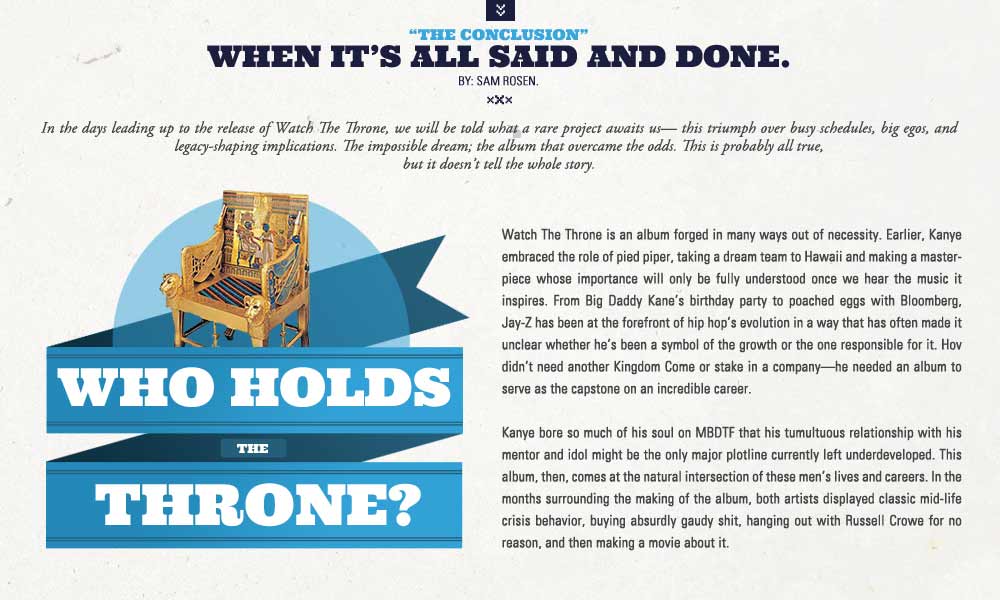 “THE CONCLUSION”
WHEN IT’S ALL SAID AND DONE.
BY: SAM ROSEN.
In the days leading up to the release of Watch The Throne, we will be told what a rare project awaits us— this triumph over busy schedules, big egos, and
legacy-shaping implications. The impossible dream; the album that overcame the odds. This is probably all true,
but it doesn’t tell the whole story.
WHO HOLDS
THE
THRONE?
Watch The Throne is an album forged in many ways out of necessity. Earlier, Kanye
embraced the role of pied piper, taking a dream team to Hawaii and making a master-
piece whose importance will only be fully understood once we hear the music it
inspires. From Big Daddy Kane’s birthday party to poached eggs with Bloomberg,
Jay-Z has been at the forefront of hip hop’s evolution in a way that has often made it
unclear whether he’s been a symbol of the growth or the one responsible for it. Hov
didn’t need another Kingdom Come or stake in a company—he needed an album to
serve as the capstone on an incredible career.
Kanye bore so much of his soul on MBDTF that his tumultuous relationship with his
mentor and idol might be the only major plotline currently left underdeveloped. This
album, then, comes at the natural intersection of these men’s lives and careers. In the
months surrounding the making of the album, both artists displayed classic mid-life
crisis behavior, buying absurdly gaudy shit, hanging out with Russell Crowe for no
reason, and then making a movie about it.